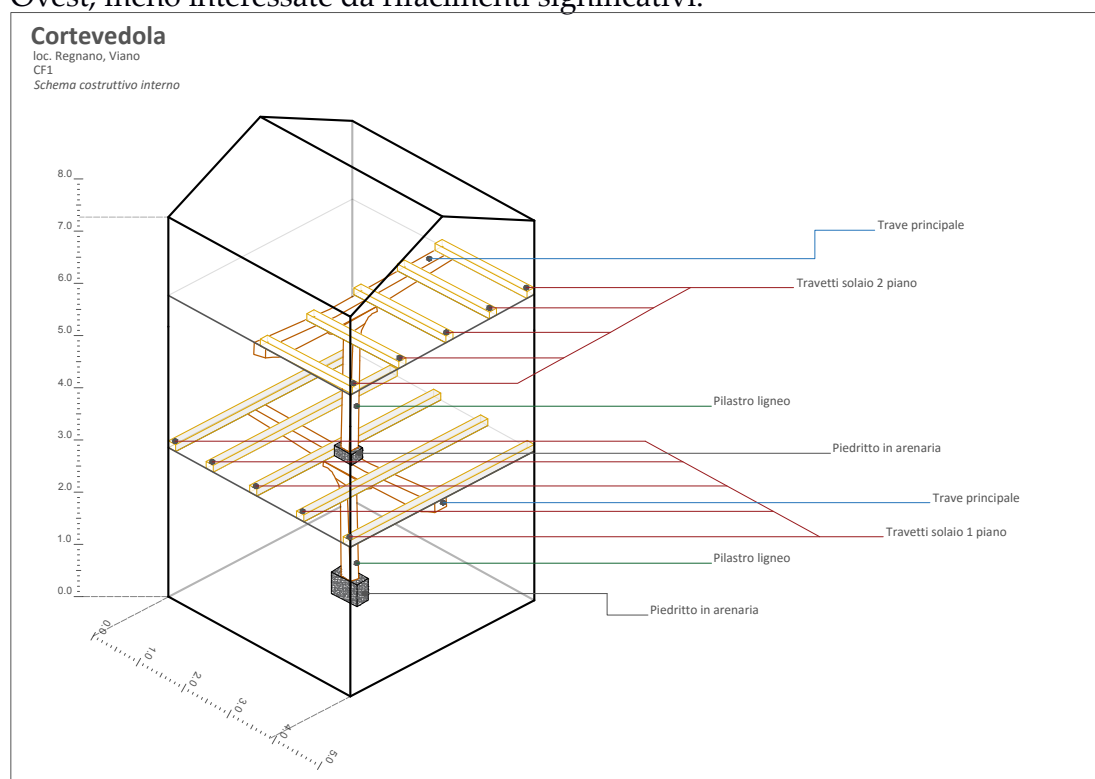 Ovest, meno interessate da rifacimenti significativi.
Cortevedola
loc. Regnano, Viano
CF1
Schema costruttivo interno
8.0
7.0
6.0
5.0
4.0
3.0
2.0
1.0
0.0
Trave principale
Travetti solaio 2 piano
Pilastro ligneo
Piedritto in arenaria
Trave principale
Travetti solaio 1 piano
Pilastro ligneo
Piedritto in arenaria
0.0
1.0
2.0
3.0
4.0
5.0